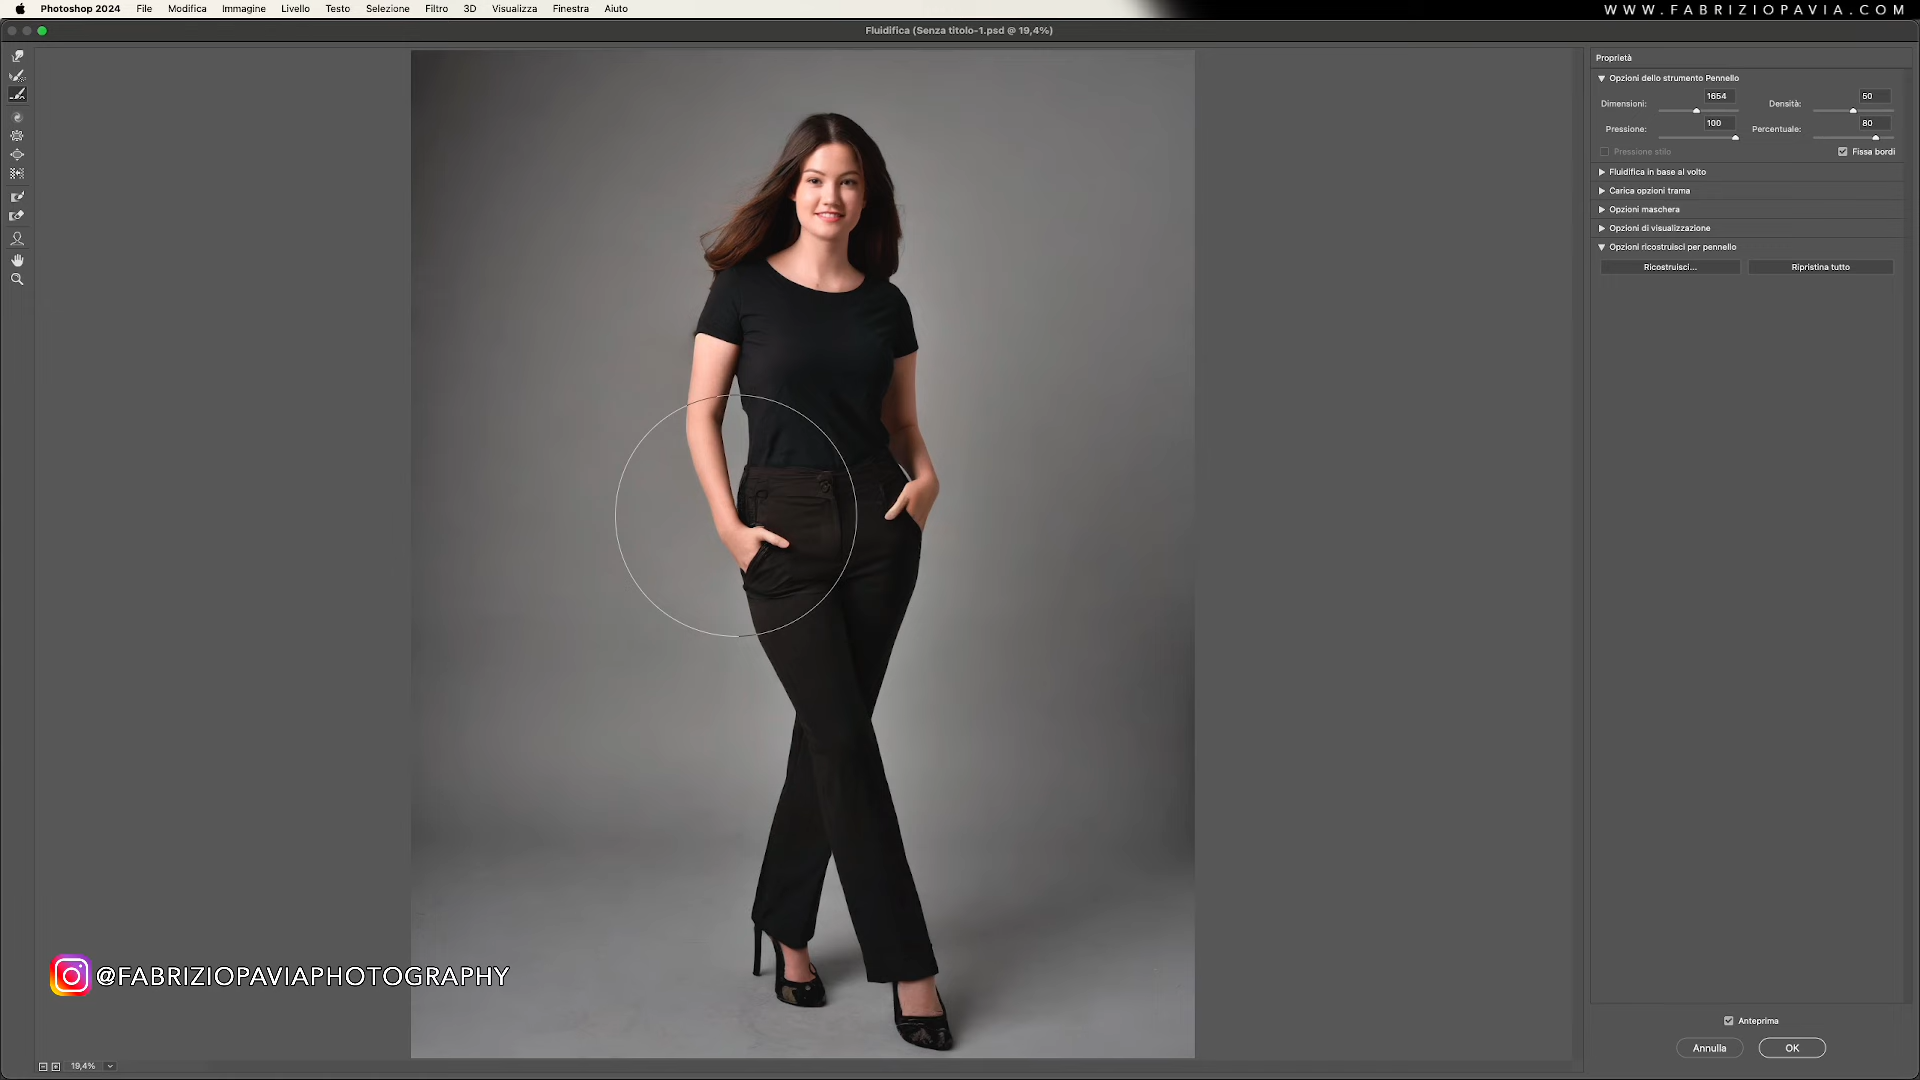 Photoshop 2024 File Modifica Immagine Livello Testo Selezione Filtro 3D Visualizza Finestra Aiuto
WWW.FABRIZIOPAVIA.COM
Fluidifica (Senza titolo-1.psd @ 19,4%)
Proprietà
Opzioni dello strumento Pennello
Dimensioni: 1654 Densità: 50
Pressione: 100 Percentuale: 80
Pressione stilo Fissa bordi
Fluidifica in base al volto
Carica opzioni trama
Opzioni maschera
Opzioni di visualizzazione
Opzioni ricostruisci per pennello
Ricostruisci... Ripristina tutto
@FABRIZIOPAVIAPHOTOGRAPHY
Anteprima
Annulla OK
19,4%